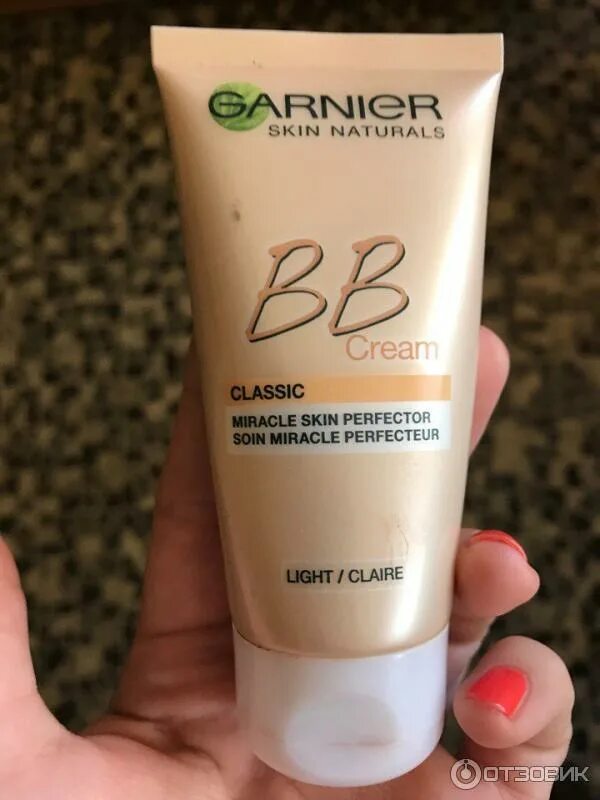 GARNIER
SKIN NATURALS
BB
Cream
CLASSIC
MIRACLE SKIN PERFECTOR
SOIN MIRACLE PERFECTEUR
LIGHT / CLAIRE
ОТЗОВИК